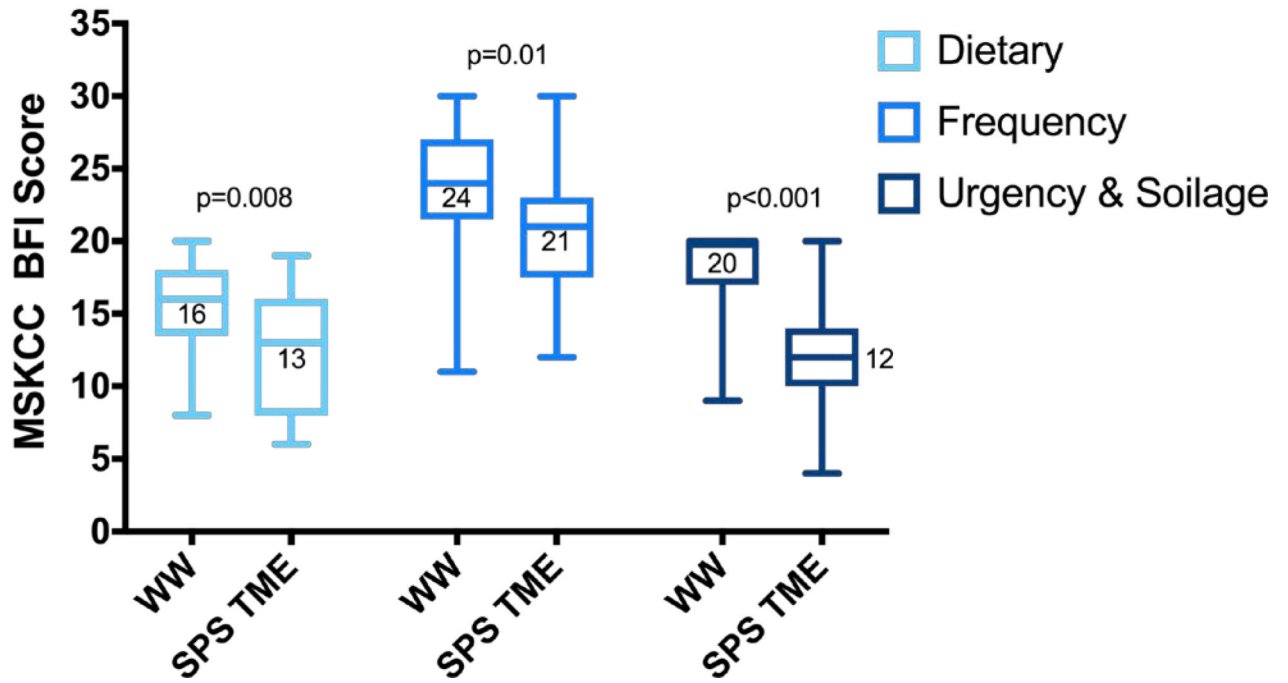 MSKCC BFI Score
35
30
25
20
15
10
5
0
p=0.008
16
13
WW
SPS TME
p=0.01
24
21
WW
SPS TME
p<0.001
20
12
WW
SPS TME
Dietary
Frequency
Urgency & Soilage